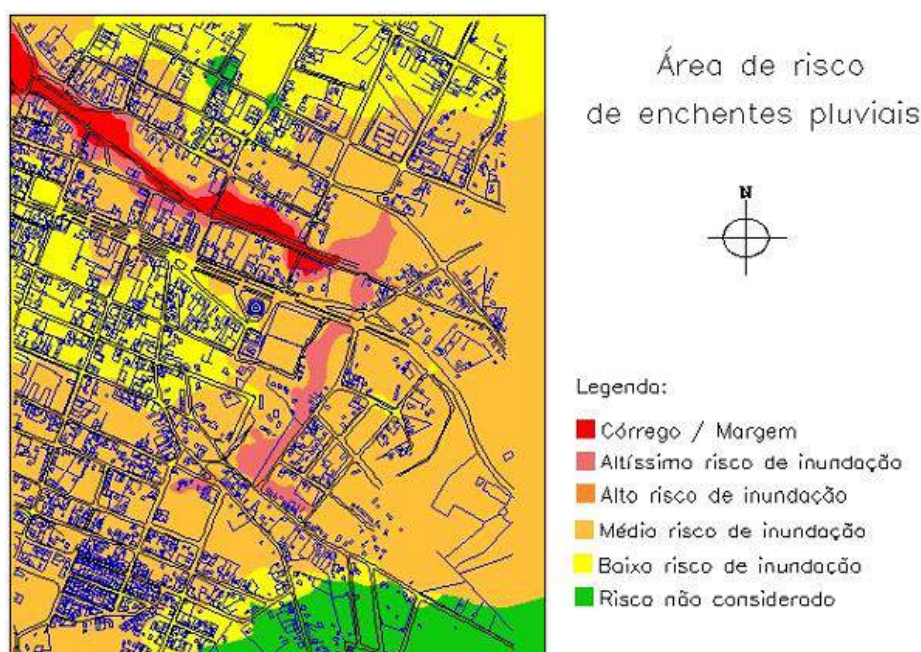 Área de risco
de enchentes pluviais
N
Legenda:
Córrego / Margem
Altíssimo risco de inundação
Alto risco de inundação
Médio risco de inundação
Baixo risco de inundação
Risco não considerado